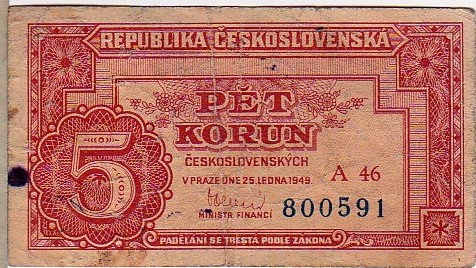 REPUBLIKA ČESKOSLOVENSKÁ
PĚT
KORUN
ČESKOSLOVENSKÝCH
V PRAZE DNE 25. LEDNA 1949
A 46
5
MINISTR FINANCÍ
800591
PADĚLÁNÍ SE TRESTÁ PODLE ZÁKONA